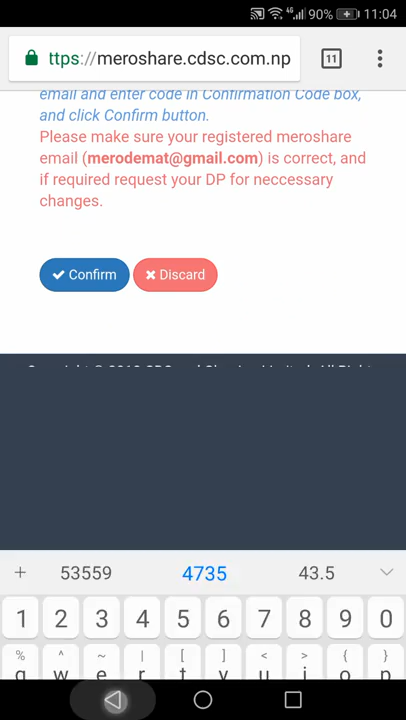 4G 90% 11:04
ttps://meroshare.cdsc.com.np 11
email and enter code in Confirmation Code box,
and click Confirm button.
Please make sure your registered meroshare
email (merodemat@gmail.com) is correct, and
if required request your DP for neccessary
changes.
Confirm Discard
+ 53559 4735 43.5
1 2 3 4 5 6 7 8 9 0
% ^ ~ | [ ] < > { }
q w e r t y u i o p